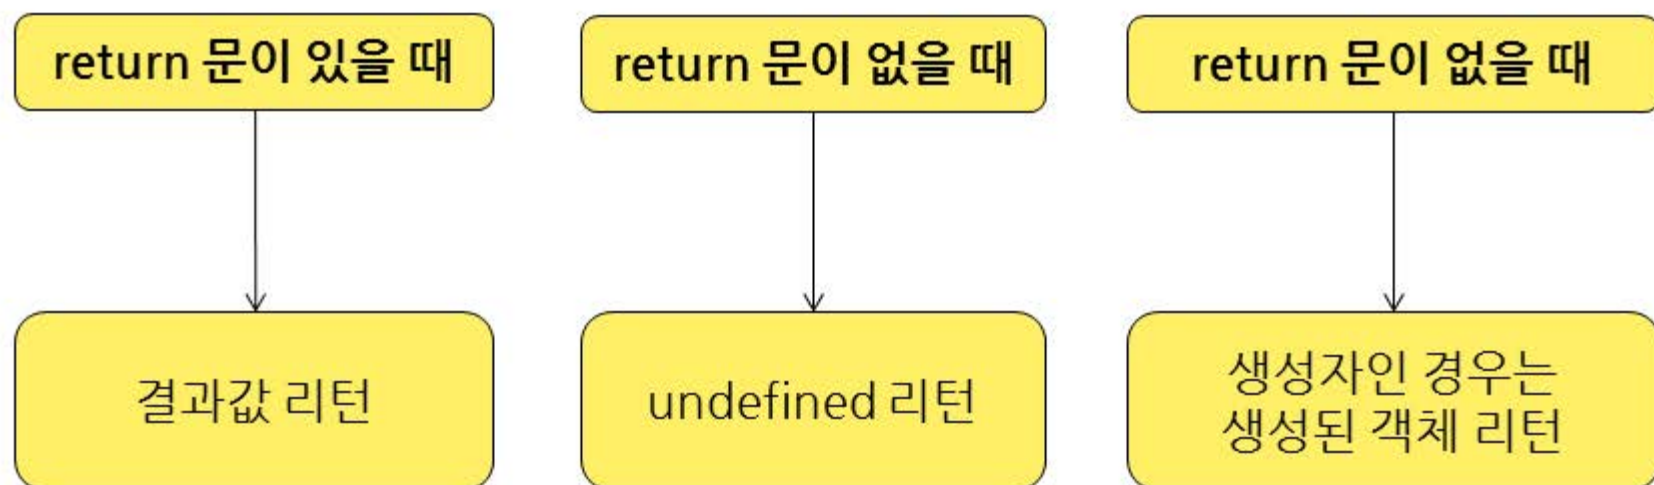 return 문이 있을 때
return 문이 없을 때
return 문이 없을 때
결과값 리턴
undefined 리턴
생성자인 경우는
생성된 객체 리턴